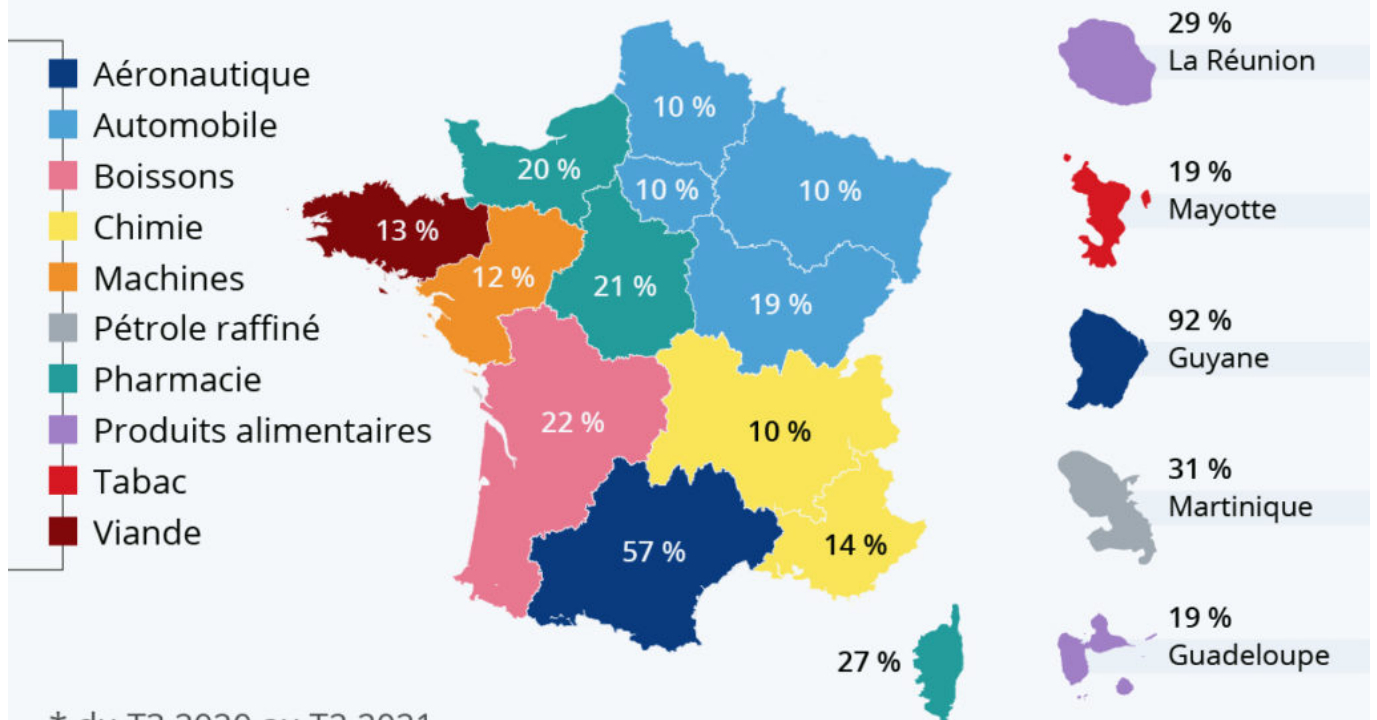 Aéronautique
Automobile
Boissons
Chimie
Machines
Pétrole raffiné
Pharmacie
Produits alimentaires
Tabac
Viande
10 %
20 %
10 %
10 %
13 %
12 %
21 %
19 %
22 %
10 %
57 %
14 %
27 %
29 %
La Réunion
19 %
Mayotte
92 %
Guyane
31 %
Martinique
19 %
Guadeloupe